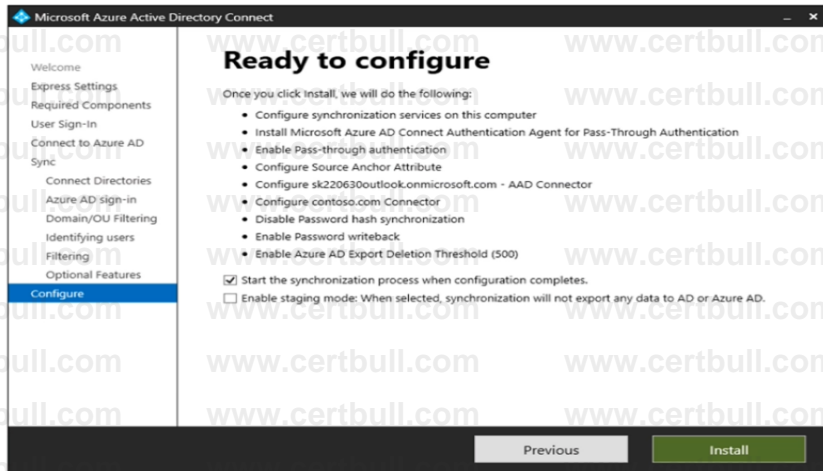 Microsoft Azure Active Directory Connect
Welcome
Express Settings
Required Components
User Sign-In
Connect to Azure AD
Sync
Connect Directories
Azure AD sign-in
Domain/OU Filtering
Identifying users
Filtering
Optional Features
Configure
Ready to configure
Once you click Install, we will do the following:
• Configure synchronization services on this computer
• Install Microsoft Azure AD Connect Authentication Agent for Pass-Through Authentication
• Enable Pass-through authentication
• Configure Source Anchor Attribute
• Configure sk220630outlook.onmicrosoft.com - AAD Connector
• Configure contoso.com Connector
• Disable Password hash synchronization
• Enable Password writeback
• Enable Azure AD Export Deletion Threshold (500)
Start the synchronization process when configuration completes.
Enable staging mode: When selected, synchronization will not export any data to AD or Azure AD.
Previous
Install
www.certbull.com